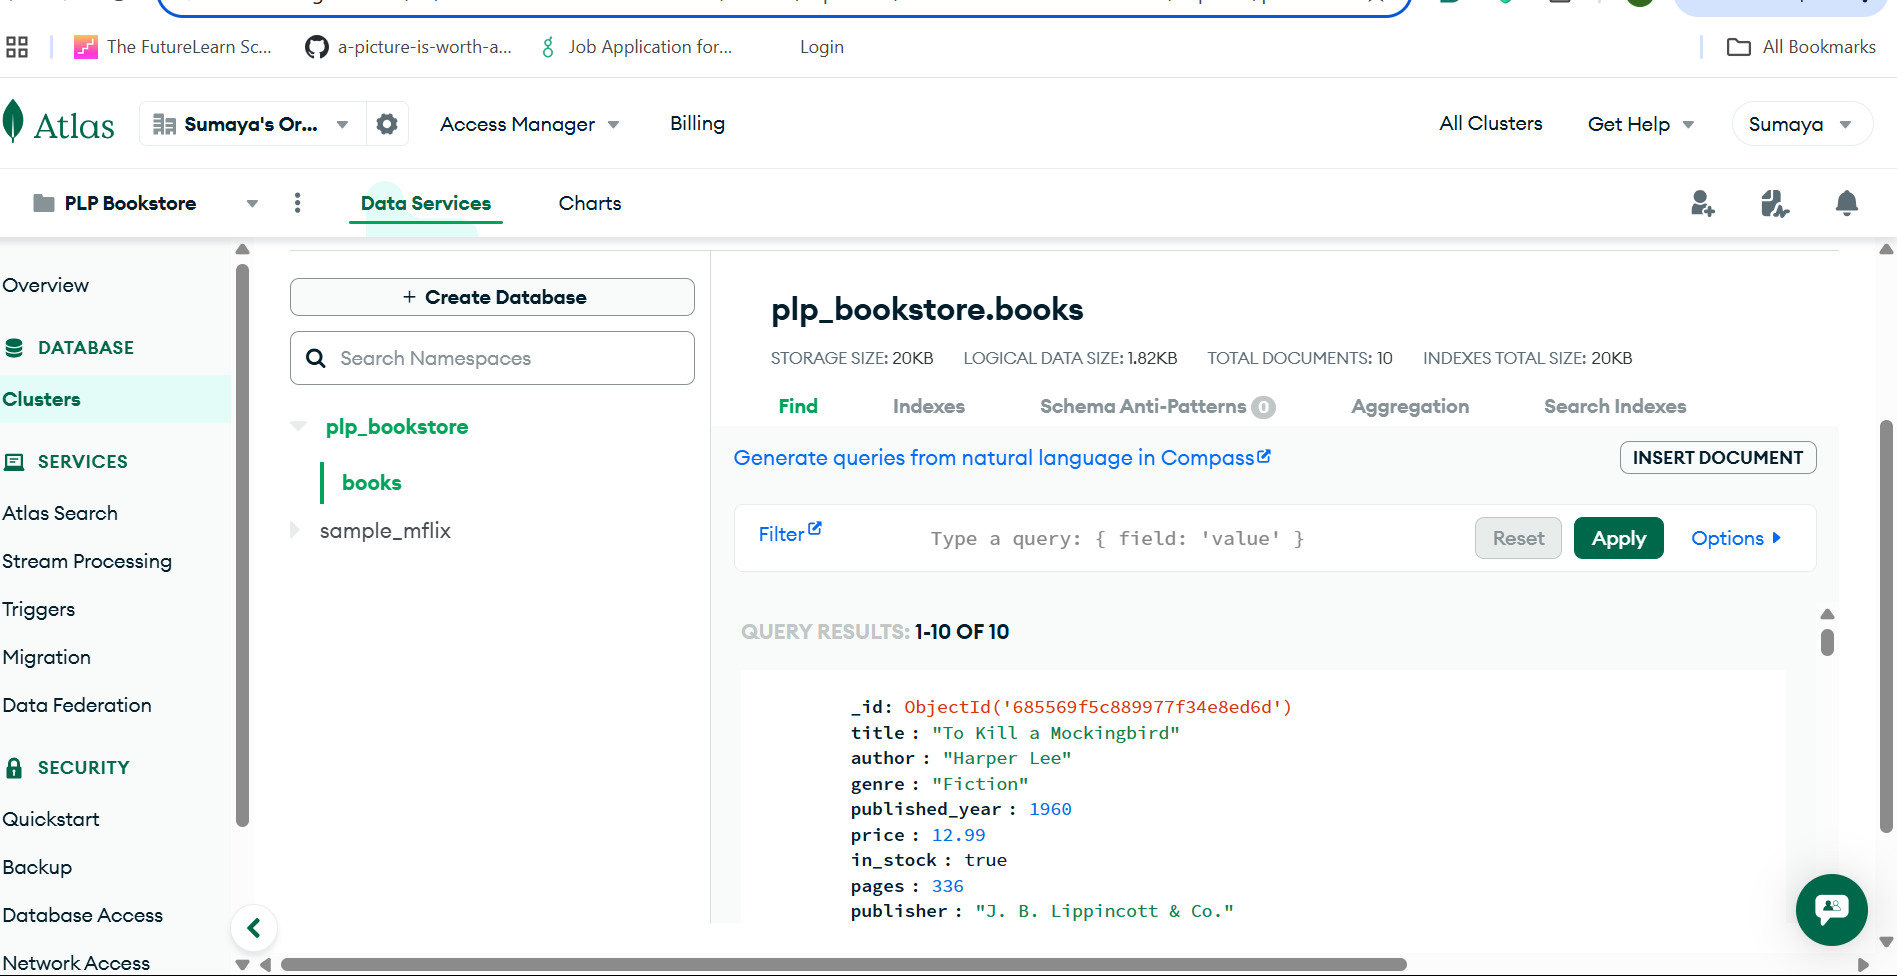 The FutureLearn Sc...
a-picture-is-worth-a...
Job Application for...
Login
All Bookmarks
Atlas
Sumaya's Or...
Access Manager
Billing
All Clusters
Get Help
Sumaya
PLP Bookstore
Data Services
Charts
Overview
DATABASE
Clusters
SERVICES
Atlas Search
Stream Processing
Triggers
Migration
Data Federation
SECURITY
Quickstart
Backup
Database Access
Network Access
+ Create Database
Search Namespaces
plp_bookstore
books
sample_mflix
plp_bookstore.books
STORAGE SIZE: 20KB LOGICAL DATA SIZE: 1.82KB TOTAL DOCUMENTS: 10 INDEXES TOTAL SIZE: 20KB
Find Indexes Schema Anti-Patterns 0 Aggregation Search Indexes
Generate queries from natural language in Compass
INSERT DOCUMENT
Filter
Type a query: { field: 'value' }
Reset
Apply
Options
QUERY RESULTS: 1-10 OF 10
_id: ObjectId('685569f5c889977f34e8ed6d')
title : "To Kill a Mockingbird"
author : "Harper Lee"
genre : "Fiction"
published_year : 1960
price : 12.99
in_stock : true
pages : 336
publisher : "J. B. Lippincott & Co."